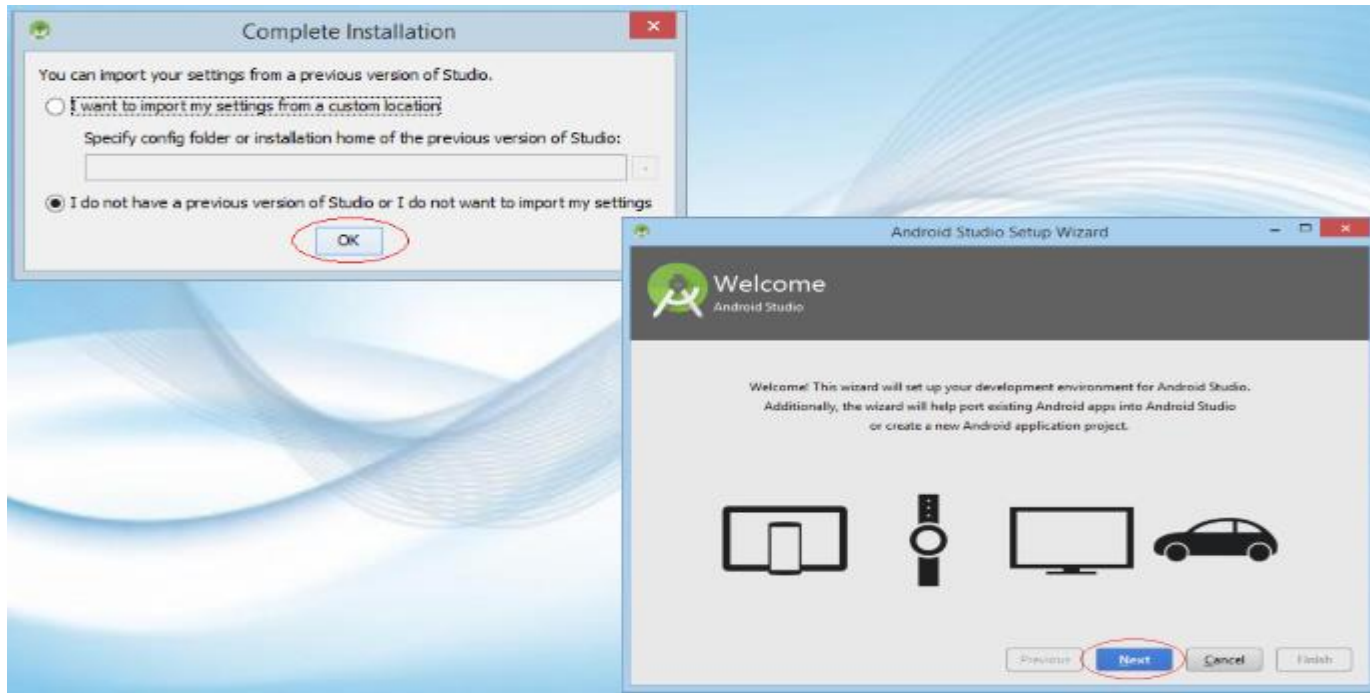 Complete Installation
You can import your settings from a previous version of Studio.
I want to import my settings from a custom location
Specify config folder or installation home of the previous version of Studio:
I do not have a previous version of Studio or I do not want to import my settings
OK
Android Studio Setup Wizard
Welcome
Android Studio
Welcome! This wizard will set up your development environment for Android Studio.
Additionally, the wizard will help port existing Android apps into Android Studio
or create a new Android application project.
Previous Next Cancel Finish